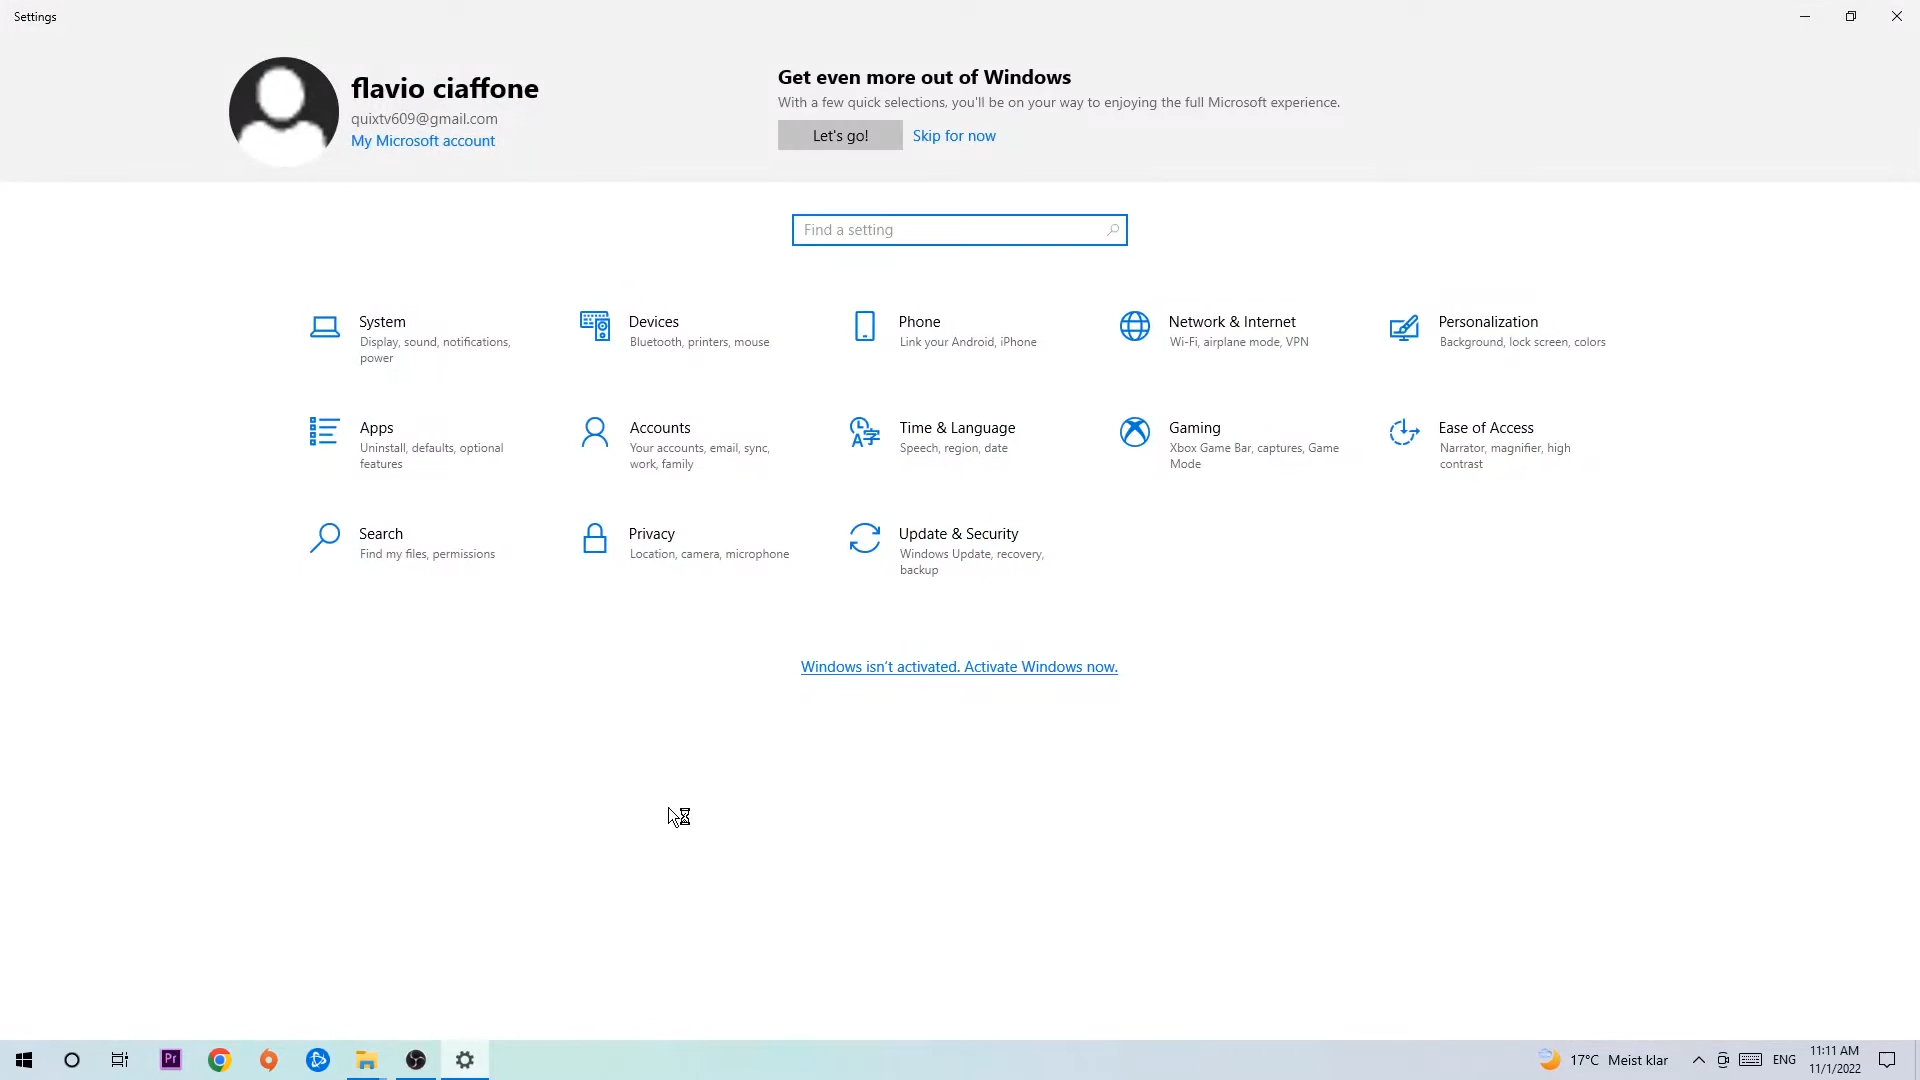 Settings
flavio ciaffone
quixtv609@gmail.com
My Microsoft account
Get even more out of Windows
With a few quick selections, you'll be on your way to enjoying the full Microsoft experience.
Let's go!
Skip for now
Find a setting
System
Display, sound, notifications,
power
Devices
Bluetooth, printers, mouse
Phone
Link your Android, iPhone
Network & Internet
Wi-Fi, airplane mode, VPN
Personalization
Background, lock screen, colors
Apps
Uninstall, defaults, optional
features
Accounts
Your accounts, email, sync,
work, family
Time & Language
Speech, region, date
Gaming
Xbox Game Bar, captures, Game
Mode
Ease of Access
Narrator, magnifier, high
contrast
Search
Find my files, permissions
Privacy
Location, camera, microphone
Update & Security
Windows Update, recovery,
backup
Windows isn't activated. Activate Windows now.
Pr
17°C Meist klar
ENG
11:11 AM
11/1/2022